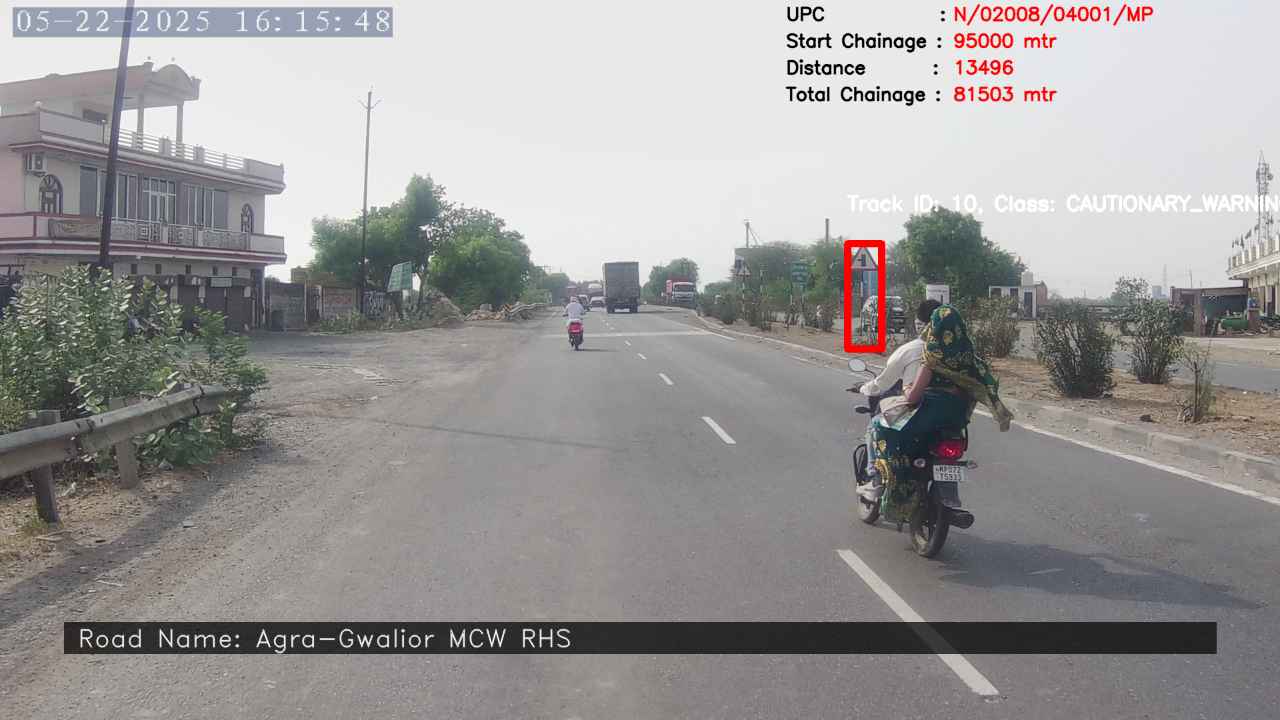 05-22-2025 16:15:48
UPC : N/02008/04001/MP
Start Chainage : 95000 mtr
Distance : 13496
Total Chainage : 81503 mtr
Track ID: 10, Class: CAUTIONARY_WARNIN
MP07Z
Road Name: Agra-Gwalior MCW RHS